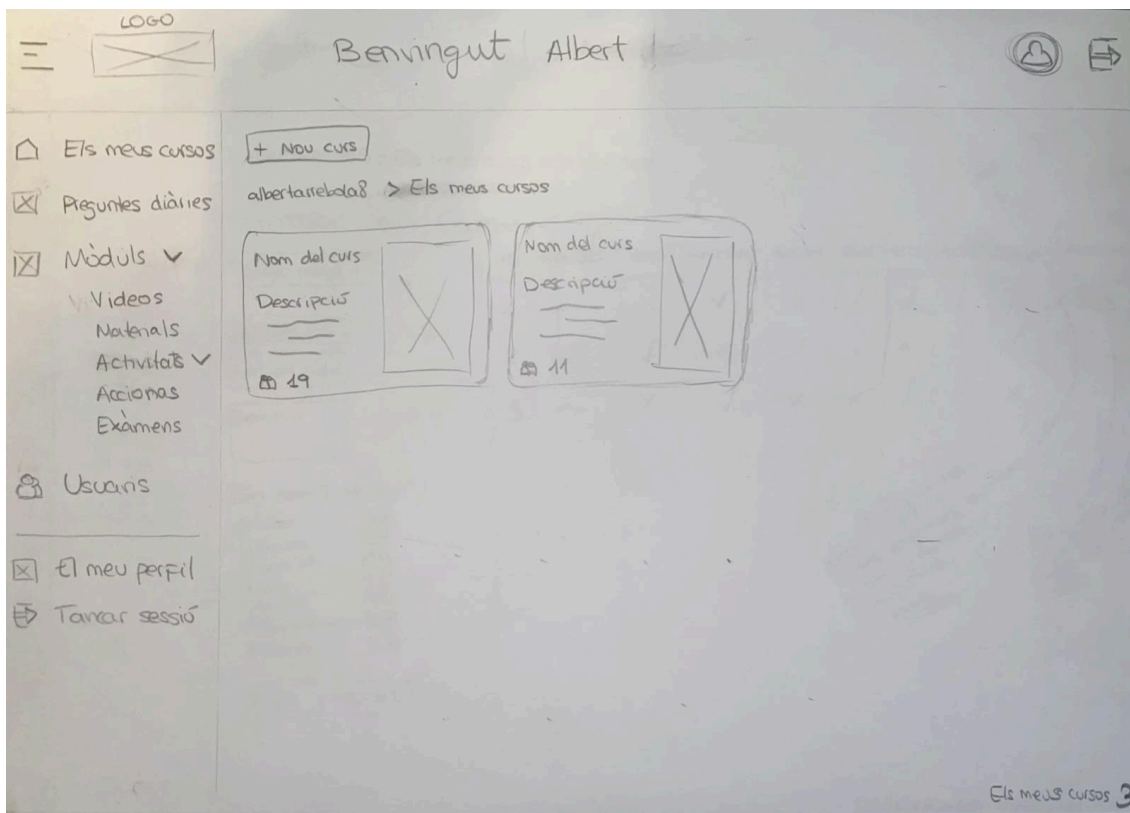 LOGO
Benvingut Albert
Els meus cursos
Preguntes diàries
Mòduls
Videos
Materials
Activitats
Accionas
Exàmens
Usuaris
El meu perfil
Tancar sessió
+ Nou curs
albertarrebola8 > Els meus cursos
Nom del curs
Descripció
19
Nom del curs
Descripció
11
Els meus cursos 3